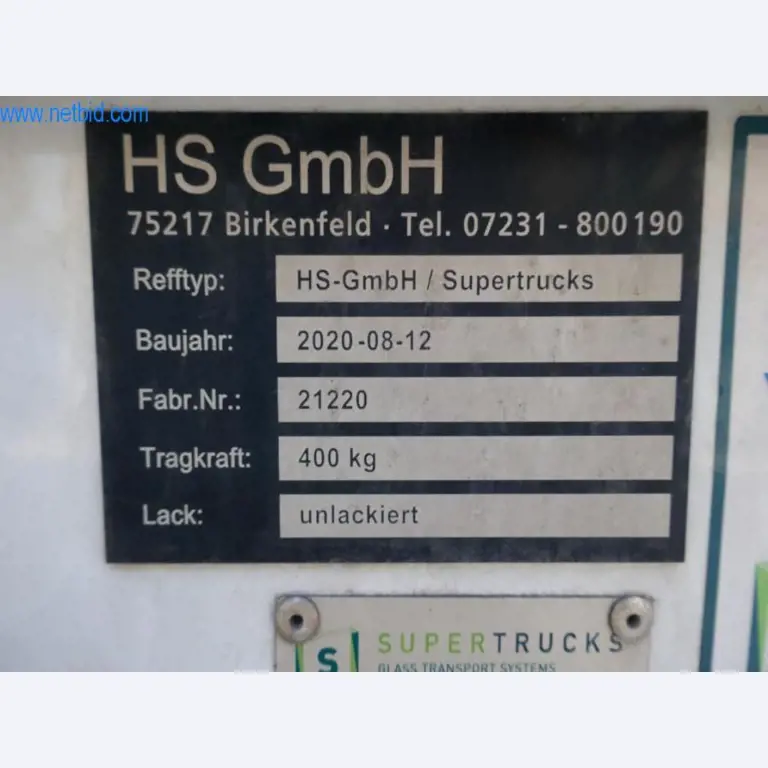 www.netbid.com
HS GmbH
75217 Birkenfeld · Tel. 07231 - 800190
Refftyp: HS-GmbH / Supertrucks
Baujahr: 2020-08-12
Fabr.Nr.: 21220
Tragkraft: 400 kg
Lack: unlackiert
S SUPERTRUCKS
GLASS TRANSPORT SYSTEMS